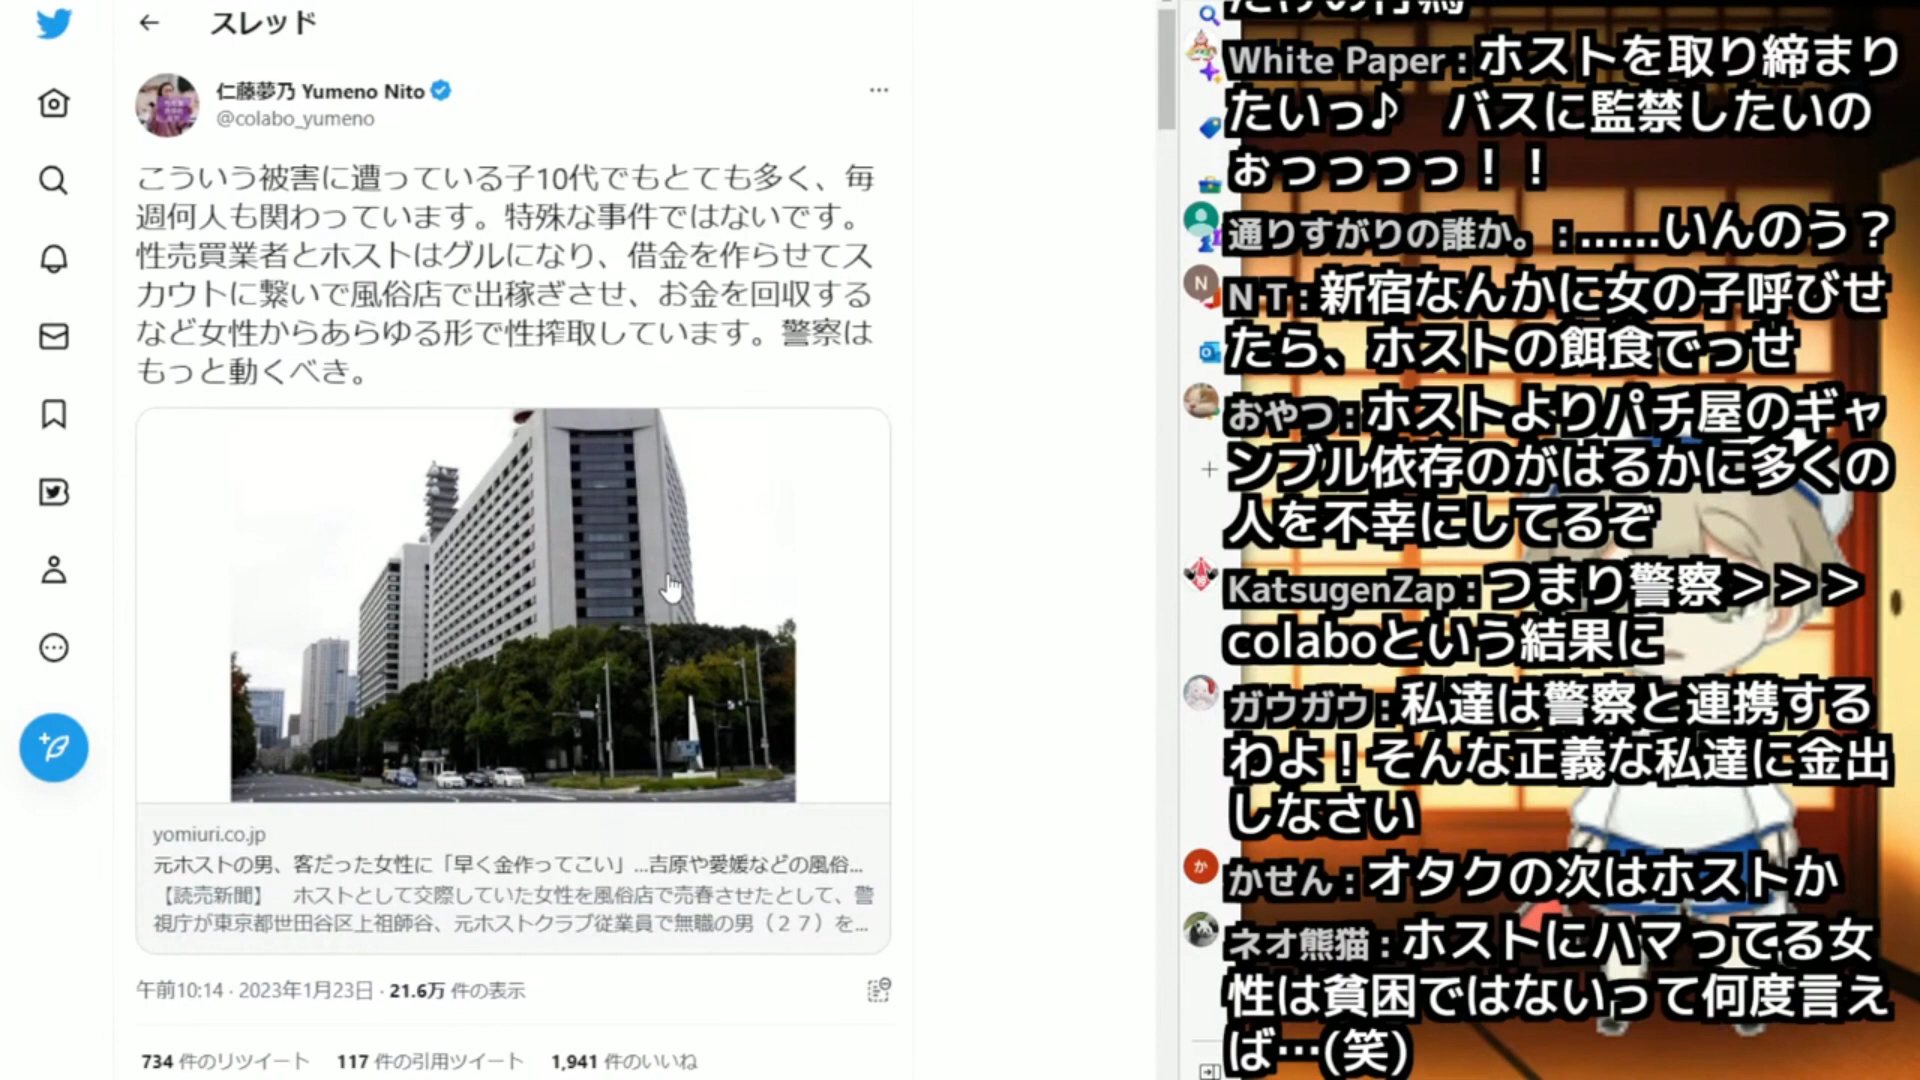 スレッド
仁藤夢乃 Yumeno Nito
@colabo_yumeno
こういう被害に遭っている子10代でもとても多く、毎
週何人も関わっています。特殊な事件ではないです。
性売買業者とホストはグルになり、借金を作らせてス
カウトに繋いで風俗店で出稼ぎさせ、お金を回収する
など女性からあらゆる形で性搾取しています。警察は
もっと動くべき。
yomiuri.co.jp
元ホストの男、客だった女性に「早く金作ってこい」...吉原や愛媛などの風俗...
【読売新聞】 ホストとして交際していた女性を風俗店で売春させたとして、警
視庁が東京都世田谷区上祖師谷、元ホストクラブ従業員で無職の男（２７）を...
午前10:14 · 2023年1月23日 · 21.6万 件の表示
734 件のリツイート 117 件の引用ツイート 1,941 件のいいね
White Paper : ホストを取り締まり
たいっ♪ バスに監禁したいの
ぉっっっっ！！
通りすがりの誰か。 : ......いんのう？
N T : 新宿なんかに女の子呼びせ
たら、ホストの餌食でっせ
おやつ : ホストよりパチ屋のギャ
ンブル依存のがはるかに多くの
人を不幸にしてるぞ
KatsugenZap : つまり警察＞＞＞
colaboという結果に
ガウガウ : 私達は警察と連携する
わよ！そんな正義な私達に金出
しなさい
か
かせん : オタクの次はホストか
ネオ熊猫 : ホストにハマってる女
性は貧困ではないって何度言え
ば…(笑)